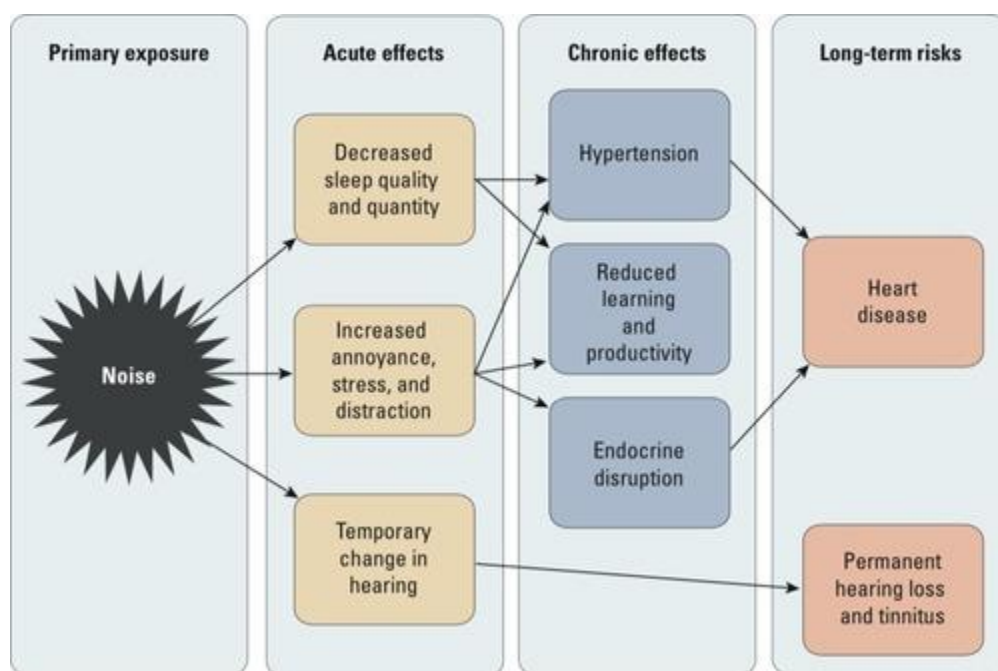 Primary exposure
Acute effects
Chronic effects
Long-term risks
Noise
Decreased
sleep quality
and quantity
Increased
annoyance,
stress, and
distraction
Temporary
change in
hearing
Hypertension
Reduced
learning
and
productivity
Endocrine
disruption
Heart
disease
Permanent
hearing loss
and tinnitus